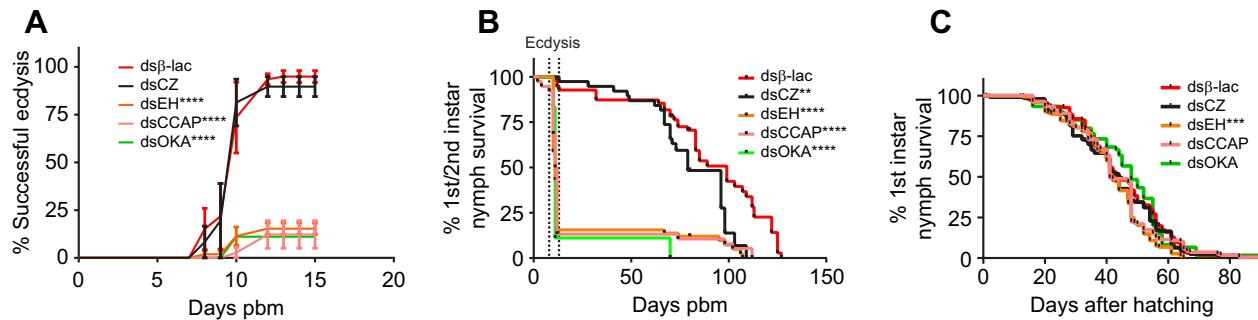 A
% Successful ecdysis
100
75
50
25
0
0 5 10 15 20
Days pbm
dsβ-lac
dsCZ
dsEH****
dsCCAP****
dsOKA****
B
Ecdysis
% 1st/2nd instar
nymph survival
100
75
50
25
0
0 50 100 150
Days pbm
dsβ-lac
dsCZ**
dsEH****
dsCCAP****
dsOKA****
C
% 1st instar
nymph survival
100
75
50
25
0
0 20 40 60 80
Days after hatching
dsβ-lac
dsCZ
dsEH***
dsCCAP
dsOKA